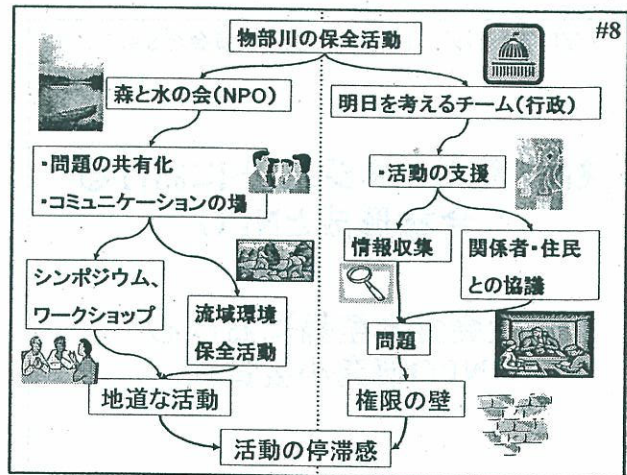 #8
物部川の保全活動
森と水の会(NPO)
明日を考えるチーム(行政)
・問題の共有化
・コミュニケーションの場
・活動の支援
シンポジウム、
ワークショップ
流域環境
保全活動
情報収集
関係者・住民
との協議
問題
地道な活動
権限の壁
活動の停滞感